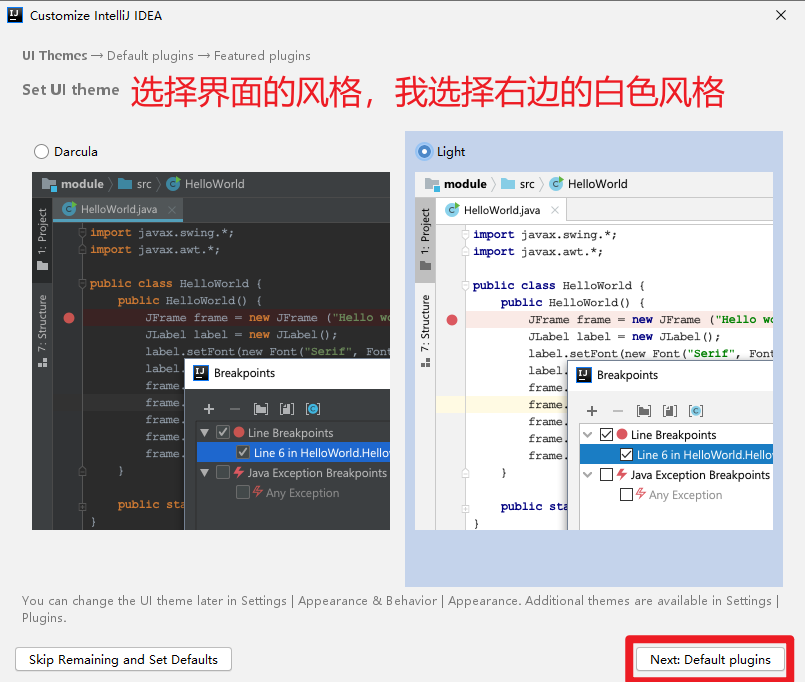 Customize IntelliJ IDEA
UI Themes → Default plugins → Featured plugins
Set UI theme 选择界面的风格，我选择右边的白色风格
Darcula
module src HelloWorld
HelloWorld.java
1: Project
7: Structure
import javax.swing.*;
import javax.awt.*;
public class HelloWorld {
public HelloWorld() {
JFrame frame = new JFrame ("Hello wo
JLabel label = new JLabel();
label.setFont(new Font("Serif", Font
label.
frame.
frame.
frame.
frame.
frame.
}
public sta
}
Breakpoints
Line Breakpoints
Line 6 in HelloWorld.Hello
Java Exception Breakpoints
Any Exception
Light
module src HelloWorld
HelloWorld.java
1: Project
7: Structure
import javax.swing.*;
import javax.awt.*;
public class HelloWorld {
public HelloWorld() {
JFrame frame = new JFrame ("Hello wo
JLabel label = new JLabel();
label.setFont(new Font("Serif", Font
label.
frame.
frame.
frame.
frame.
frame.
}
public sta
}
Breakpoints
Line Breakpoints
Line 6 in HelloWorld.Hello
Java Exception Breakpoints
Any Exception
You can change the UI theme later in Settings | Appearance & Behavior | Appearance. Additional themes are available in Settings |
Plugins.
Skip Remaining and Set Defaults
Next: Default plugins